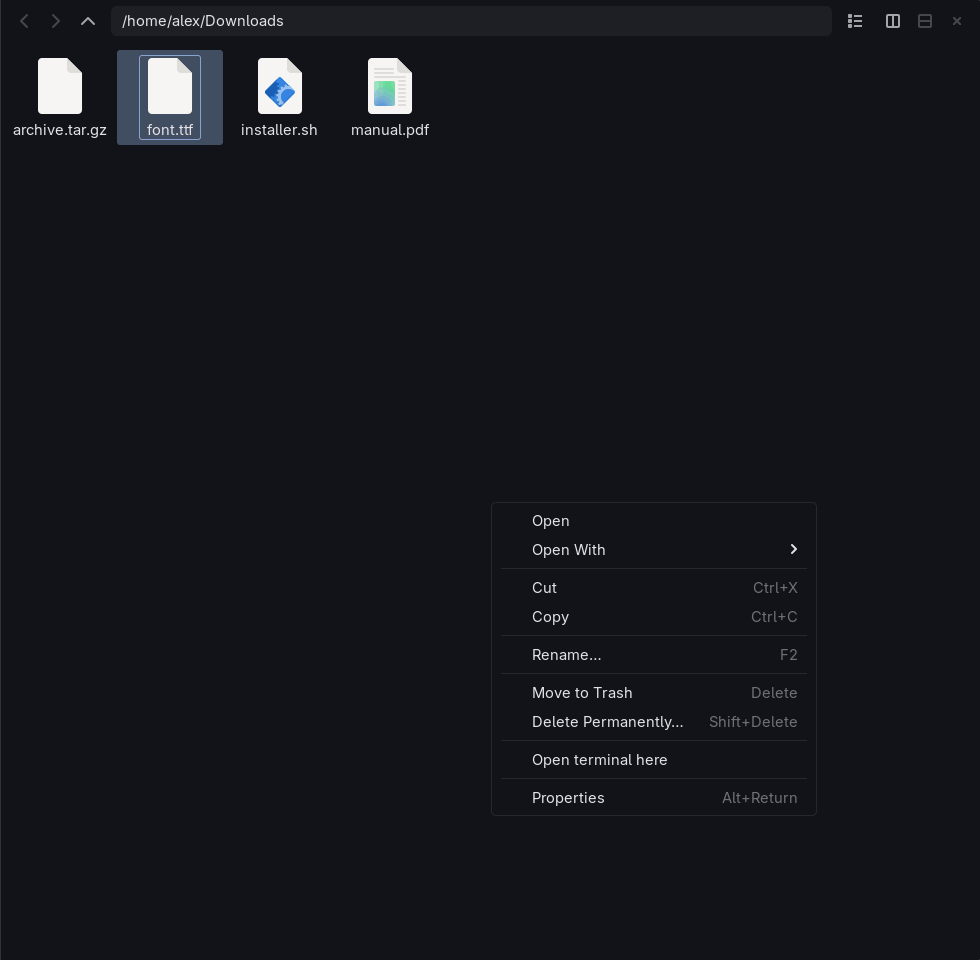 /home/alex/Downloads
archive.tar.gz
font.ttf
installer.sh
manual.pdf
Open
Open With
Cut Ctrl+X
Copy Ctrl+C
Rename... F2
Move to Trash Delete
Delete Permanently... Shift+Delete
Open terminal here
Properties Alt+Return